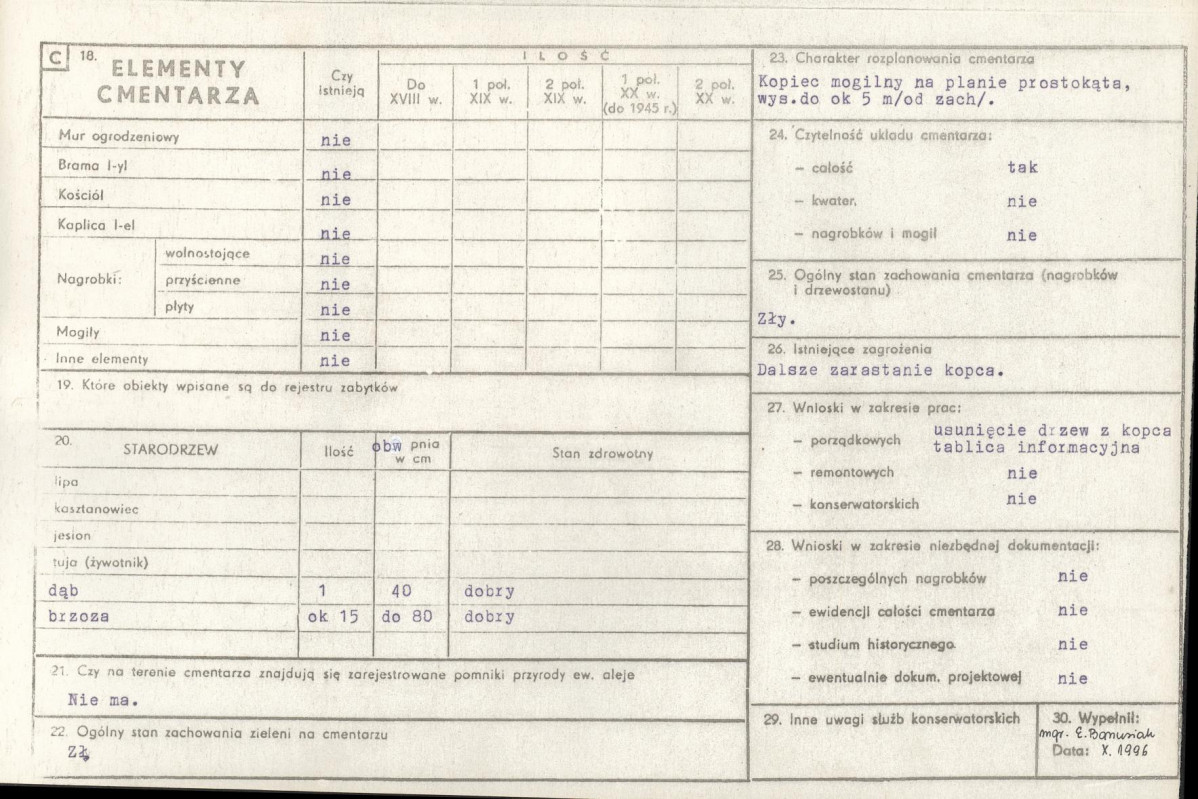 C 18. ELEMENTY CMENTARZA
Czy istnieją
ILOŚĆ
Do XVIII w.
1 poł. XIX w.
2 poł. XIX w.
1 poł. XX w. (do 1945 r.)
2 poł. XX w.
Mur ogrodzeniowy nie
Brama I-yl nie
Kościół nie
Kaplica I-el nie
Nagrobki:
wolnostojące nie
przyścienne nie
płyty nie
Mogiły nie
Inne elementy nie
19. Które obiekty wpisane są do rejestru zabytków
20. STARODRZEW Ilość obw pnia w cm Stan zdrowotny
lipa
kasztanowiec
jesion
tuja (żywotnik)
dąb 1 40 dobry
brzoza ok 15 do 80 dobry
21. Czy na terenie cmentarza znajdują się zarejestrowane pomniki przyrody ew. aleje
Nie ma.
22. Ogólny stan zachowania zieleni na cmentarzu
Zł
23. Charakter rozplanowania cmentarza
Kopiec mogilny na planie prostokąta,
wys.do ok 5 m/od zach/.
24. Czytelność układu cmentarza:
– całość tak
– kwater, nie
– nagrobków i mogił nie
25. Ogólny stan zachowania cmentarza (nagrobków
i drzewostanu)
Zły.
26. Istniejące zagrożenia
Dalsze zarastanie kopca.
27. Wnioski w zakresie prac:
– porządkowych usunięcie drzew z kopca
tablica informacyjna
– remontowych nie
– konserwatorskich nie
28. Wnioski w zakresie niezbędnej dokumentacji:
– poszczególnych nagrobków nie
– ewidencji całości cmentarza nie
– studium historycznego nie
– ewentualnie dokum. projektowej nie
29. Inne uwagi służb konserwatorskich
30. Wypełnił:
mgr. E. Banusiak
Data: X. 1996